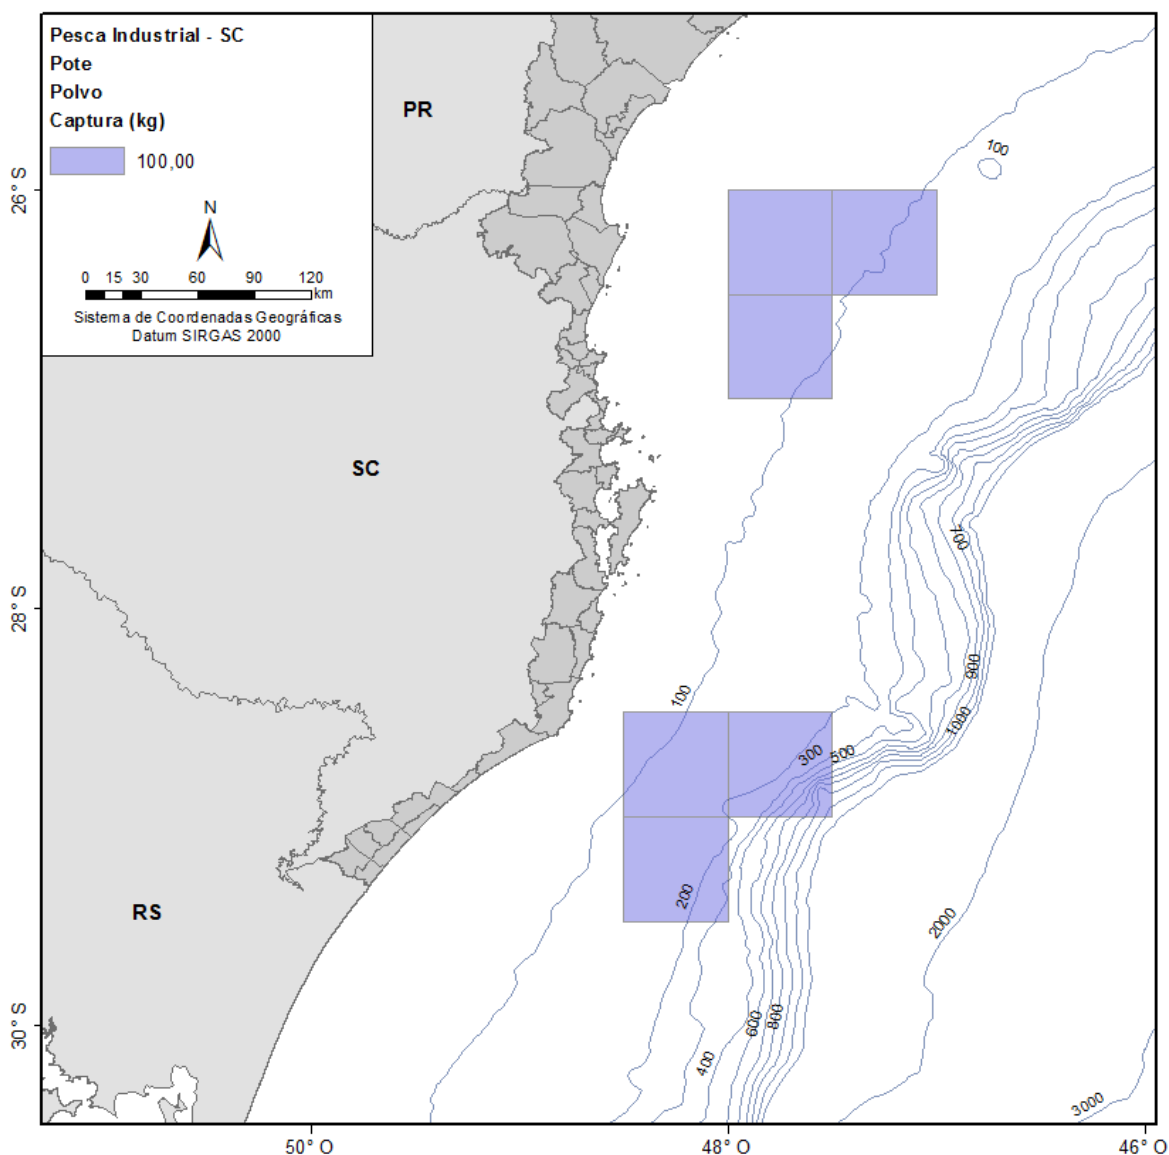 Pesca Industrial - SC
Pote
Polvo
Captura (kg)
100,00
N
0 15 30 60 90 120
km
Sistema de Coordenadas Geográficas
Datum SIRGAS 2000
PR
SC
RS
26° S
28° S
30° S
50° O
48° O
46° O
100
700
900
1000
100
300
500
200
2000
600
800
400
3000